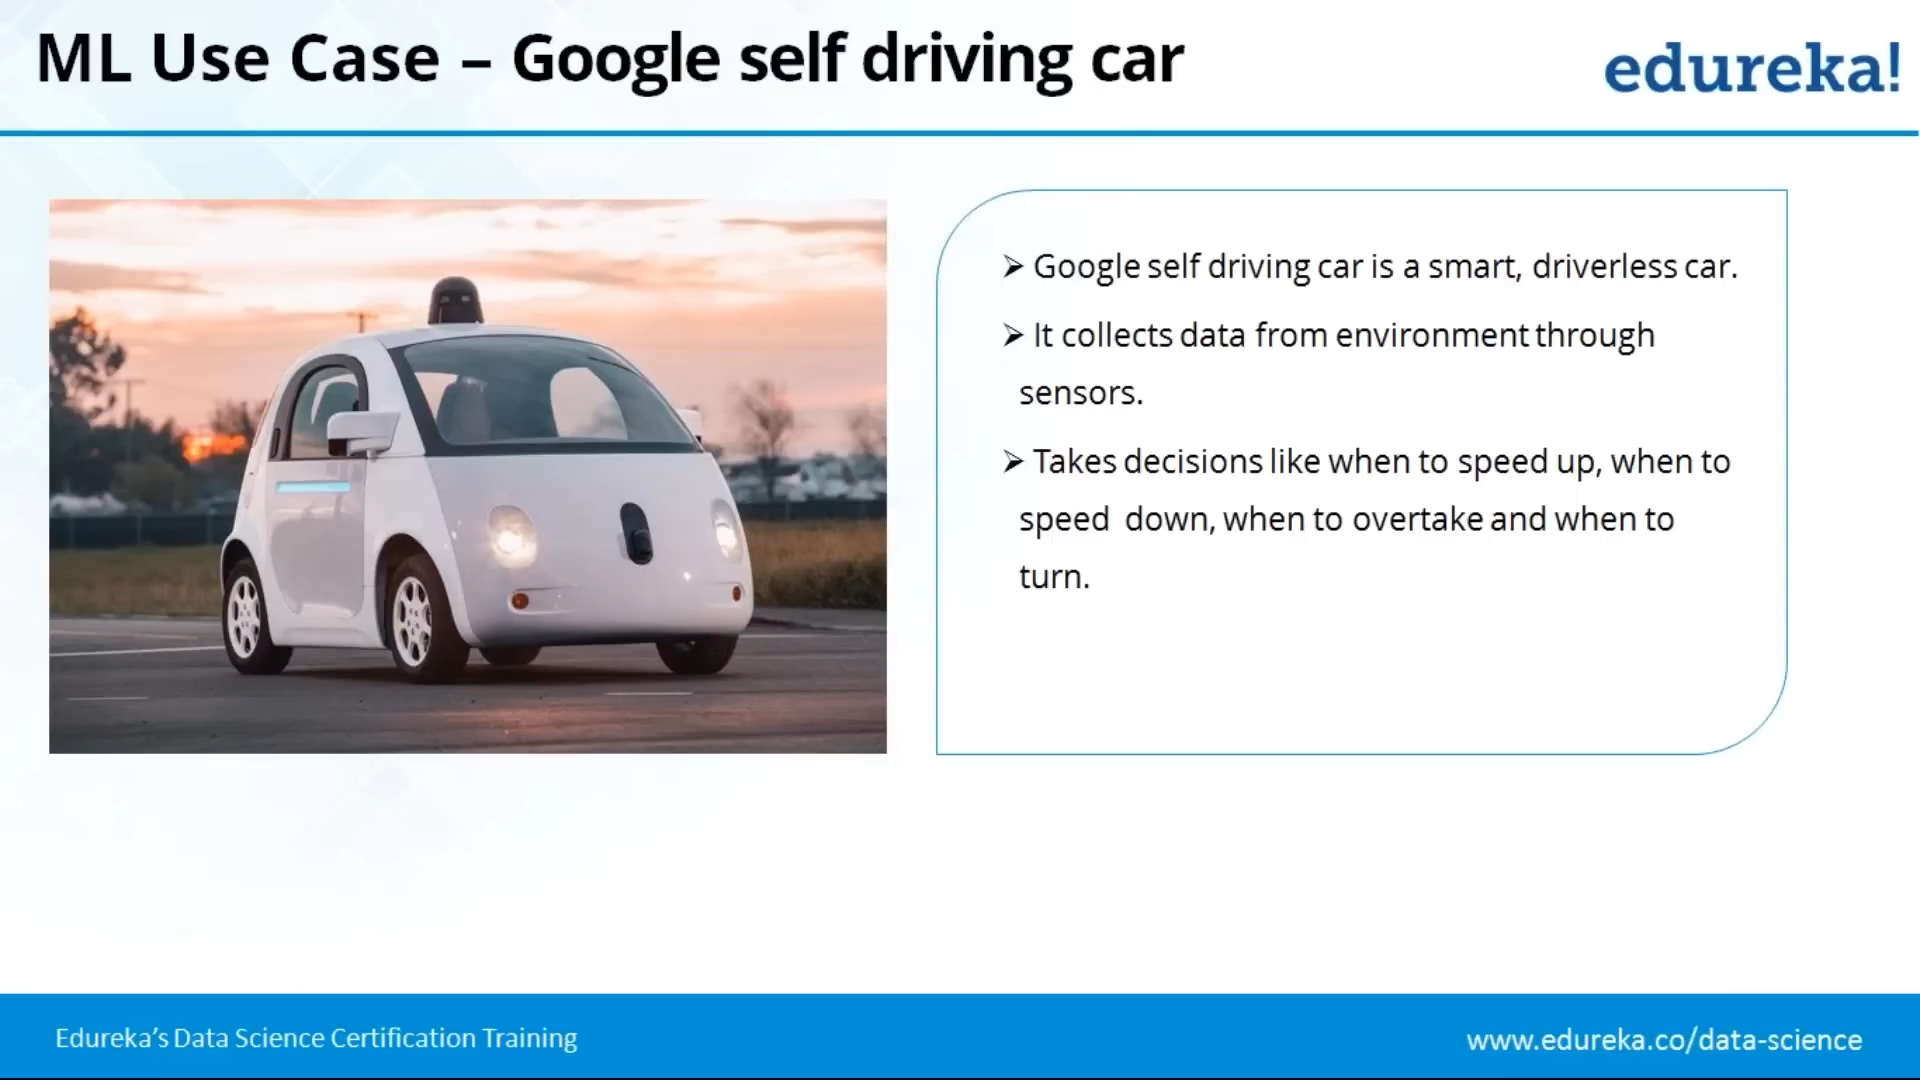 ML Use Case – Google self driving car
edureka!
➢ Google self driving car is a smart, driverless car.
➢ It collects data from environment through
sensors.
➢ Takes decisions like when to speed up, when to
speed down, when to overtake and when to
turn.
Edureka's Data Science Certification Training
www.edureka.co/data-science